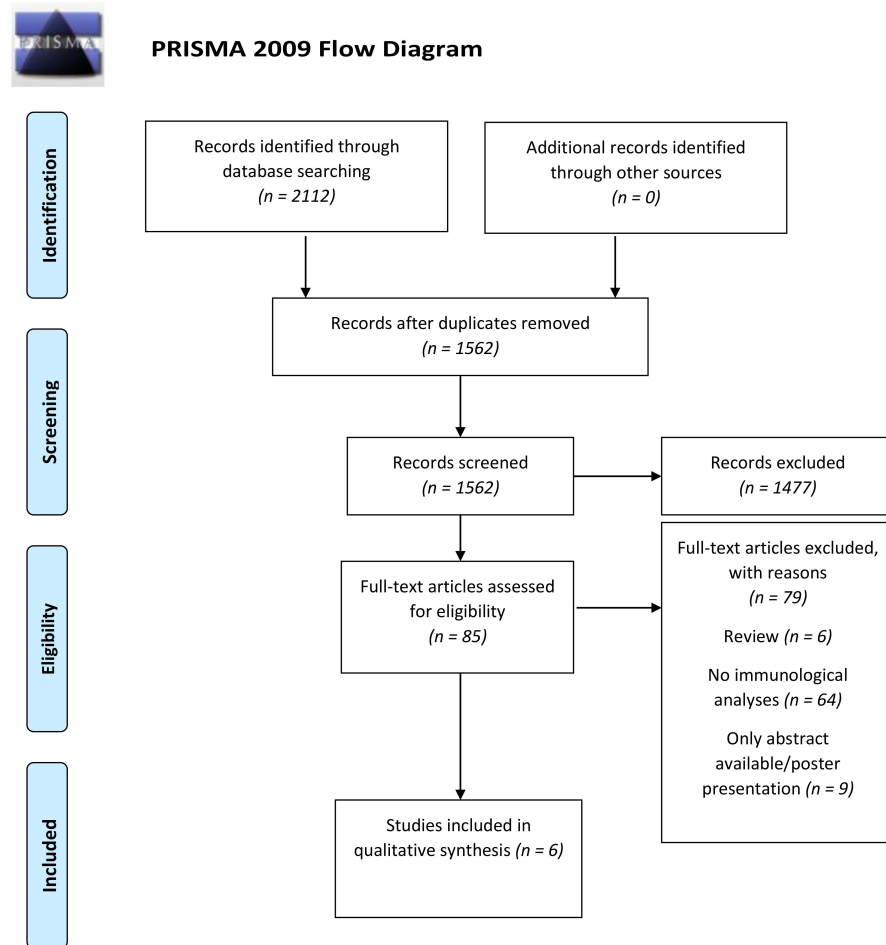 PRISMA
PRISMA 2009 Flow Diagram
Identification
Records identified through
database searching
(n = 2112)
Additional records identified
through other sources
(n = 0)
Records after duplicates removed
(n = 1562)
Screening
Records screened
(n = 1562)
Records excluded
(n = 1477)
Eligibility
Full-text articles assessed
for eligibility
(n = 85)
Full-text articles excluded,
with reasons
(n = 79)
Review (n = 6)
No immunological
analyses (n = 64)
Only abstract
available/poster
presentation (n = 9)
Included
Studies included in
qualitative synthesis (n = 6)